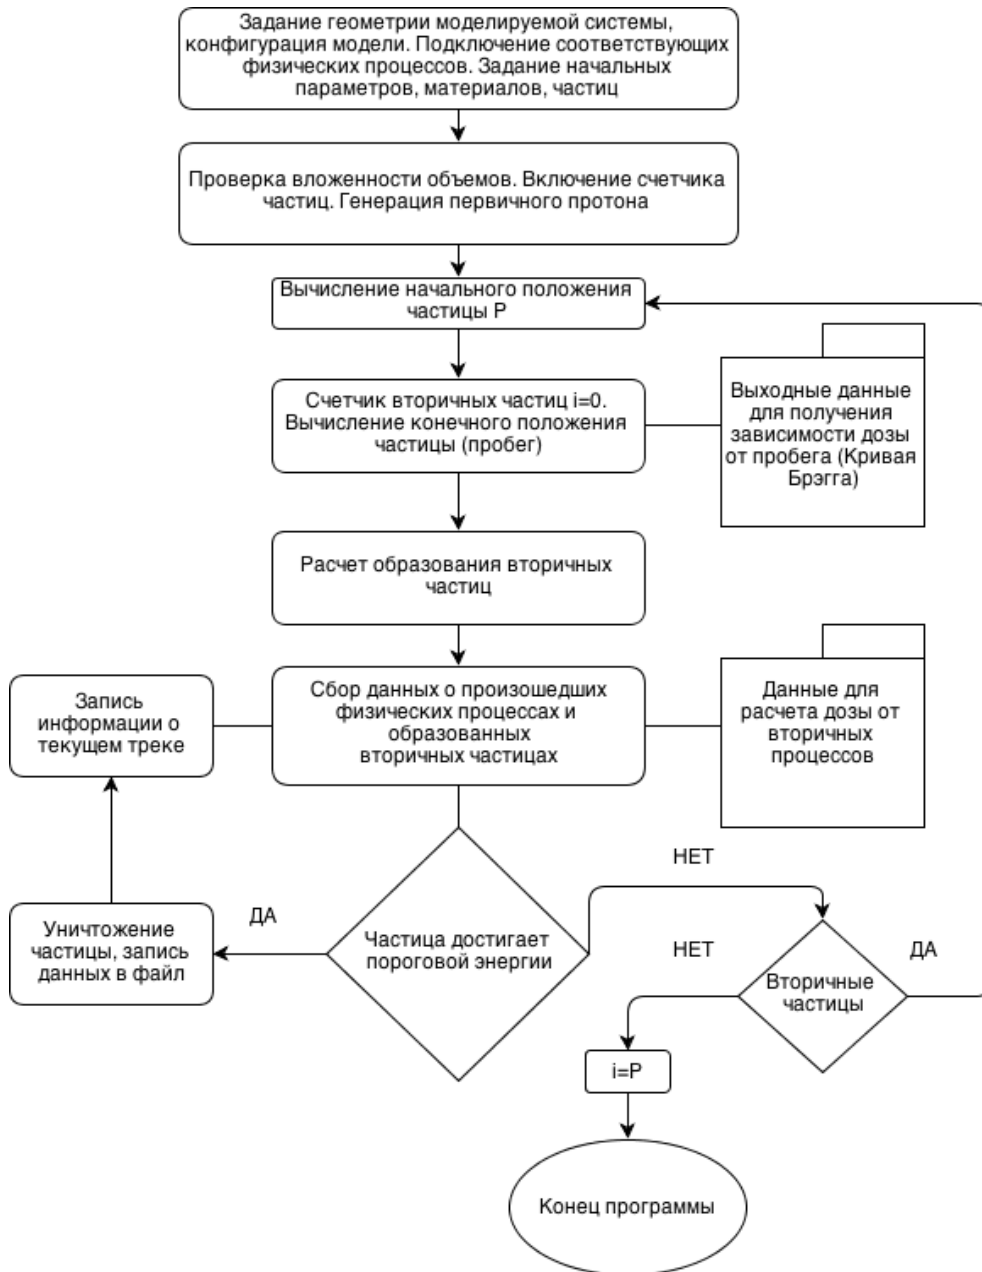 Задание геометрии моделируемой системы,
конфигурация модели. Подключение соответствующих
физических процессов. Задание начальных
параметров, материалов, частиц
Проверка вложенности объемов. Включение счетчика
частиц. Генерация первичного протона
Вычисление начального положения
частицы P
Счетчик вторичных частиц i=0.
Вычисление конечного положения
частицы (пробег)
Выходные данные
для получения
зависимости дозы
от пробега (Кривая
Брэгга)
Расчет образования вторичных
частиц
Запись
информации о
текущем треке
Сбор данных о произошедших
физических процессах и
образованных
вторичных частицах
Данные для
расчета дозы от
вторичных
процессов
НЕТ
ДА
Уничтожение
частицы, запись
данных в файл
Частица достигает
пороговой энергии
НЕТ
ДА
Вторичные
частицы
i=P
Конец программы